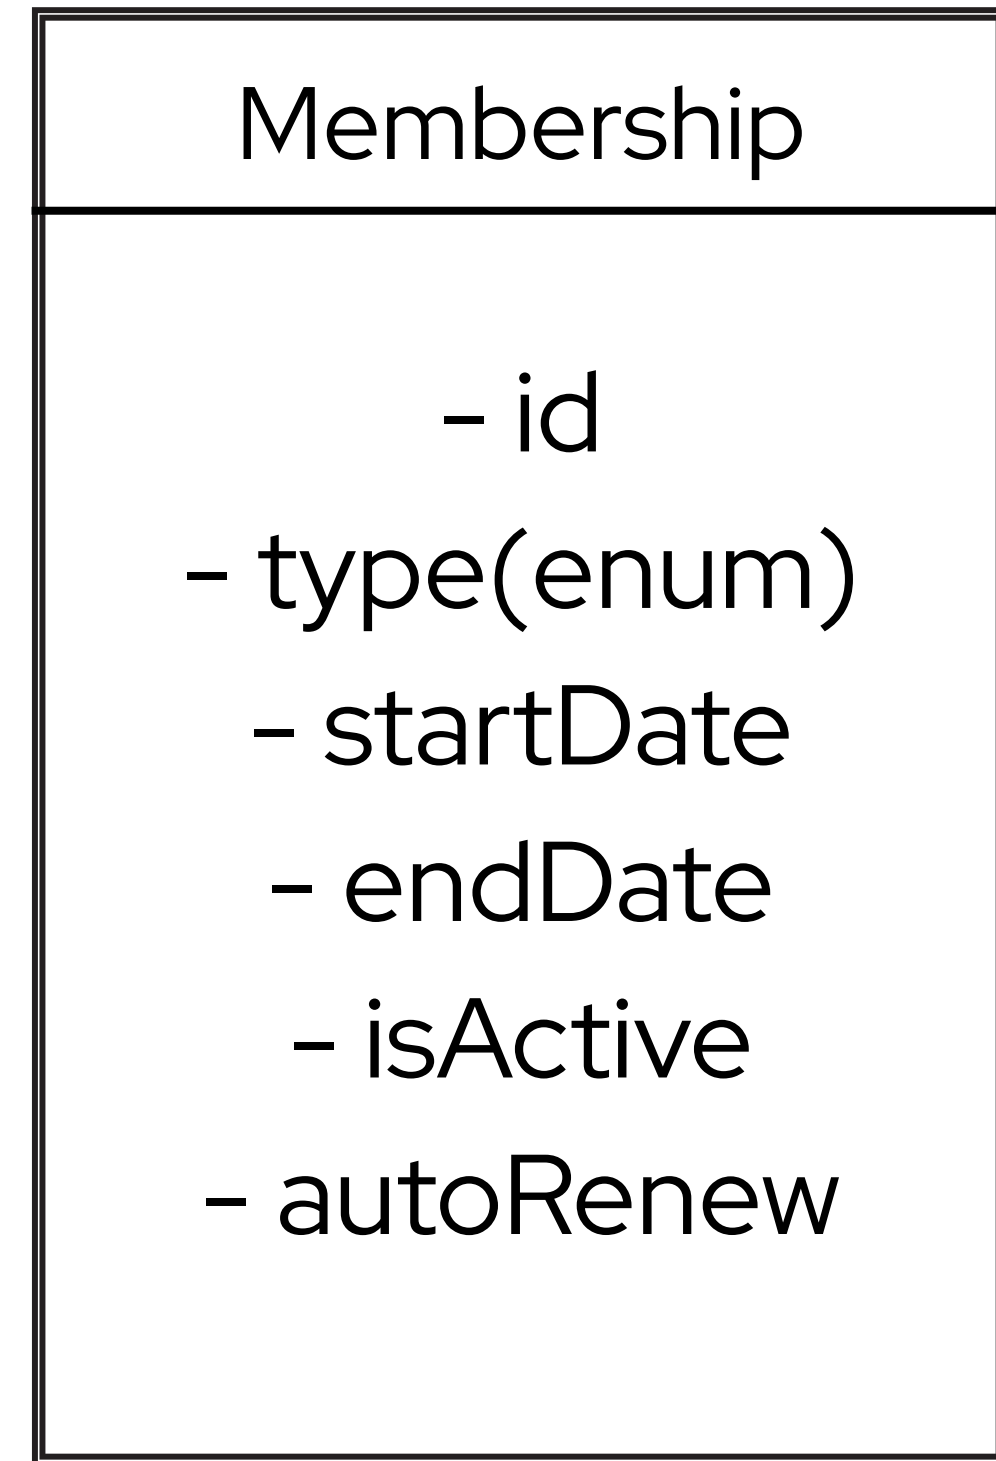 Membership
- id
- type(enum)
- startDate
- endDate
- isActive
- autoRenew